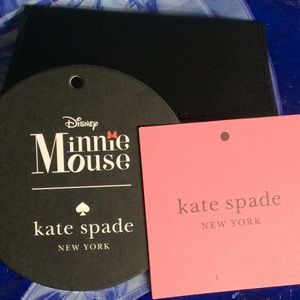 Disney
Minnie
Mouse
kate spade
NEW YORK
kate spade
NEW YORK